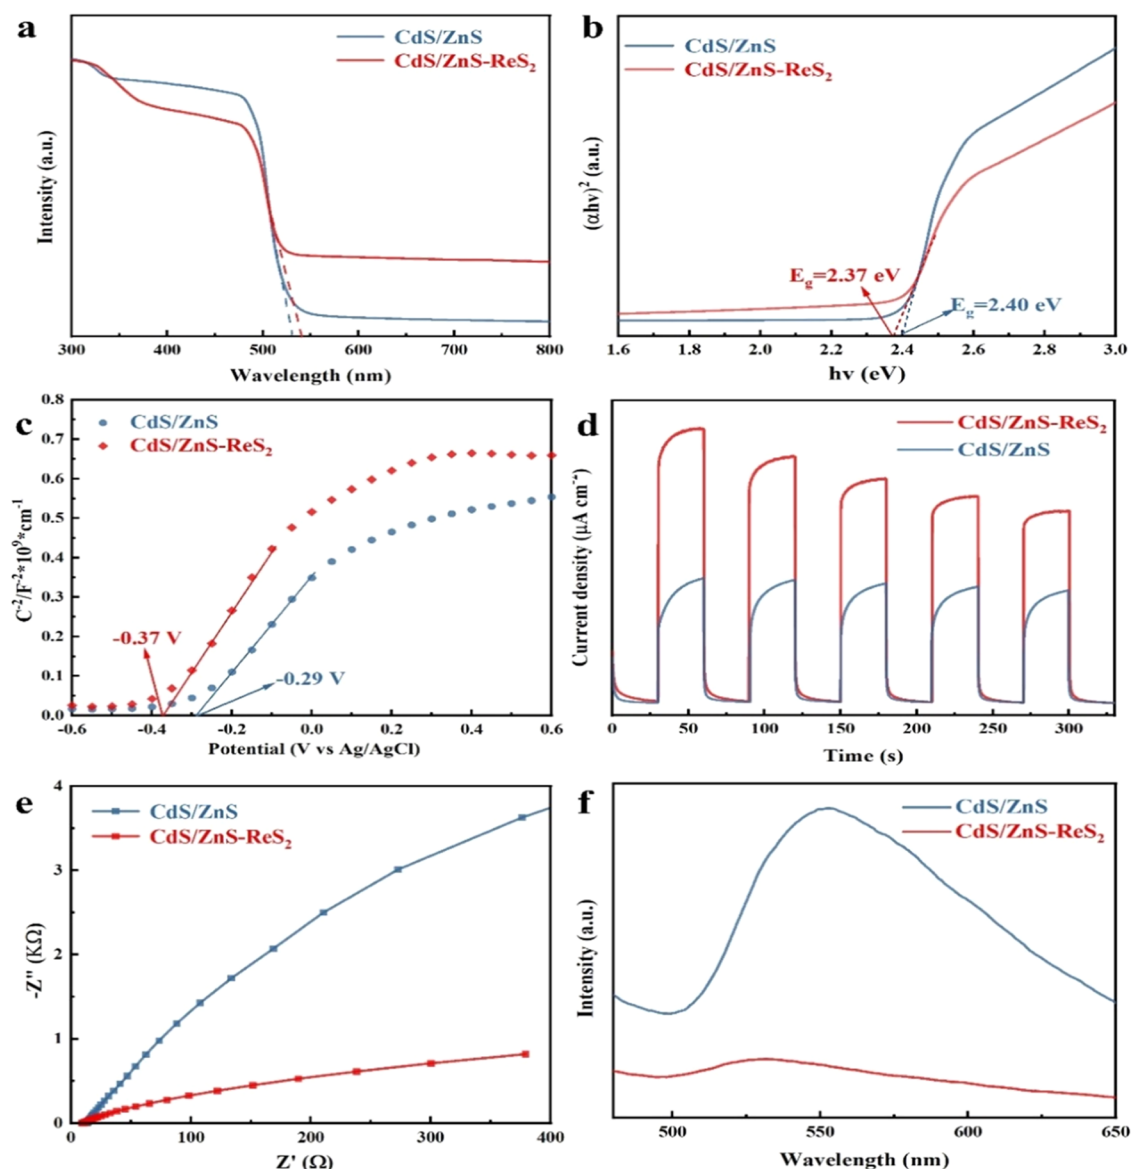 a
CdS/ZnS
CdS/ZnS-ReS₂
Intensity (a.u.)
300 400 500 600 700 800
Wavelength (nm)
b
CdS/ZnS
CdS/ZnS-ReS₂
(αhv)² (a.u.)
E_g=2.37 eV
E_g=2.40 eV
1.6 1.8 2.0 2.2 2.4 2.6 2.8 3.0
hv (eV)
c
CdS/ZnS
CdS/ZnS-ReS₂
C⁻²/F⁻²*10⁹*cm⁻¹
0.8
0.7
0.6
0.5
0.4
0.3
0.2
0.1
0.0
-0.37 V
-0.29 V
-0.6 -0.4 -0.2 0.0 0.2 0.4 0.6
Potential (V vs Ag/AgCl)
d
CdS/ZnS-ReS₂
CdS/ZnS
Current density (μA cm⁻²)
0 50 100 150 200 250 300
Time (s)
e
CdS/ZnS
CdS/ZnS-ReS₂
-Z'' (KΩ)
4
3
2
1
0
0 100 200 300 400
Z' (Ω)
f
CdS/ZnS
CdS/ZnS-ReS₂
Intensity (a.u.)
500 550 600 650
Wavelength (nm)